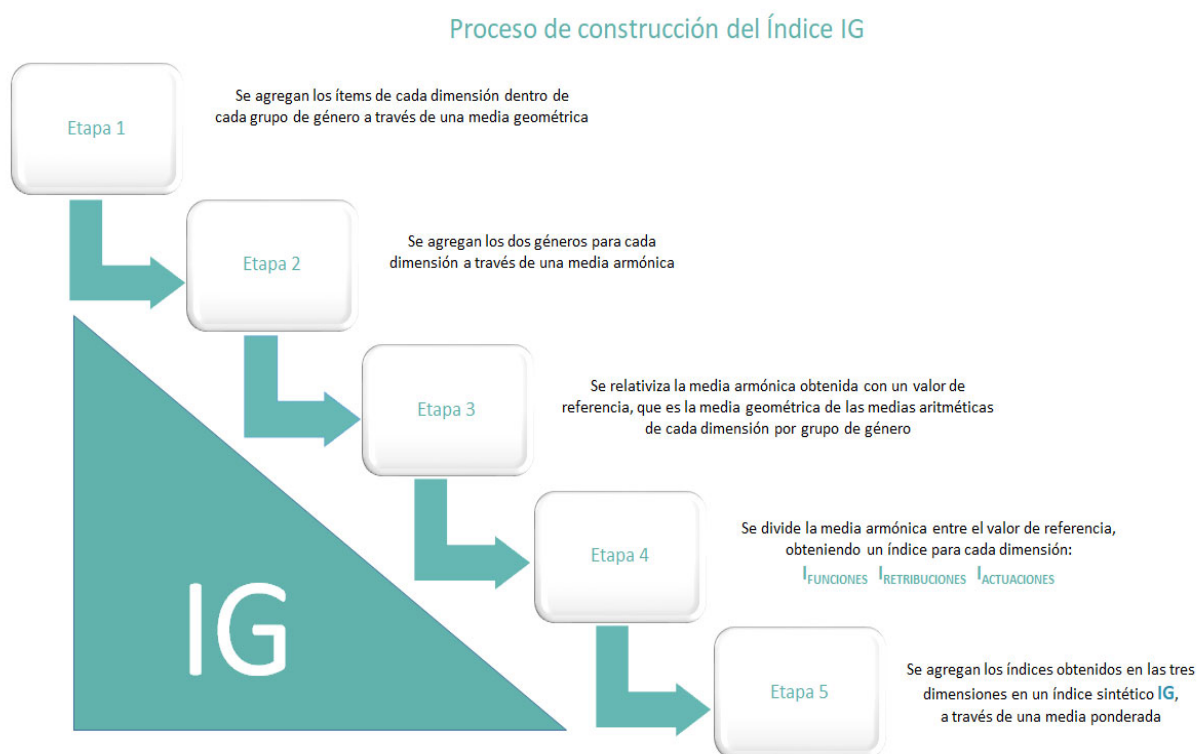 Proceso de construcción del Índice IG
Etapa 1
Se agregan los ítems de cada dimensión dentro de
cada grupo de género a través de una media geométrica
Etapa 2
Se agregan los dos géneros para cada
dimensión a través de una media armónica
Etapa 3
Se relativiza la media armónica obtenida con un valor de
referencia, que es la media geométrica de las medias aritméticas
de cada dimensión por grupo de género
Etapa 4
Se divide la media armónica entre el valor de referencia,
obteniendo un índice para cada dimensión:
IFUNCIONES IRETRIBUCIONES IACTUACIONES
Etapa 5
Se agregan los índices obtenidos en las tres
dimensiones en un índice sintético IG,
a través de una media ponderada
IG